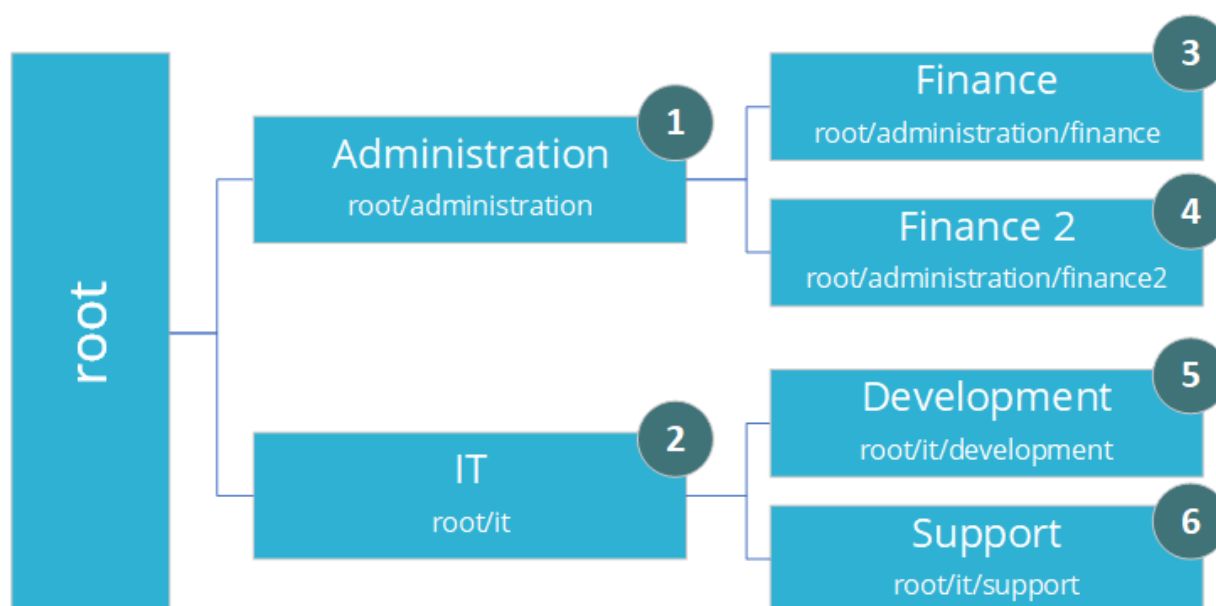 root
Administration
root/administration
1
IT
root/it
2
Finance
root/administration/finance
3
Finance 2
root/administration/finance2
4
Development
root/it/development
5
Support
root/it/support
6